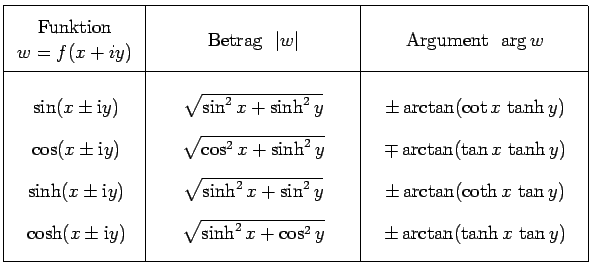 Funktion w = f(x + iy) Betrag |w| Argument arg w
sin(x ± iy) √(sin² x + sinh² y) ± arctan(cot x tanh y)
cos(x ± iy) √(cos² x + sinh² y) ∓ arctan(tan x tanh y)
sinh(x ± iy) √(sinh² x + sin² y) ± arctan(coth x tan y)
cosh(x ± iy) √(sinh² x + cos² y) ± arctan(tanh x tan y)